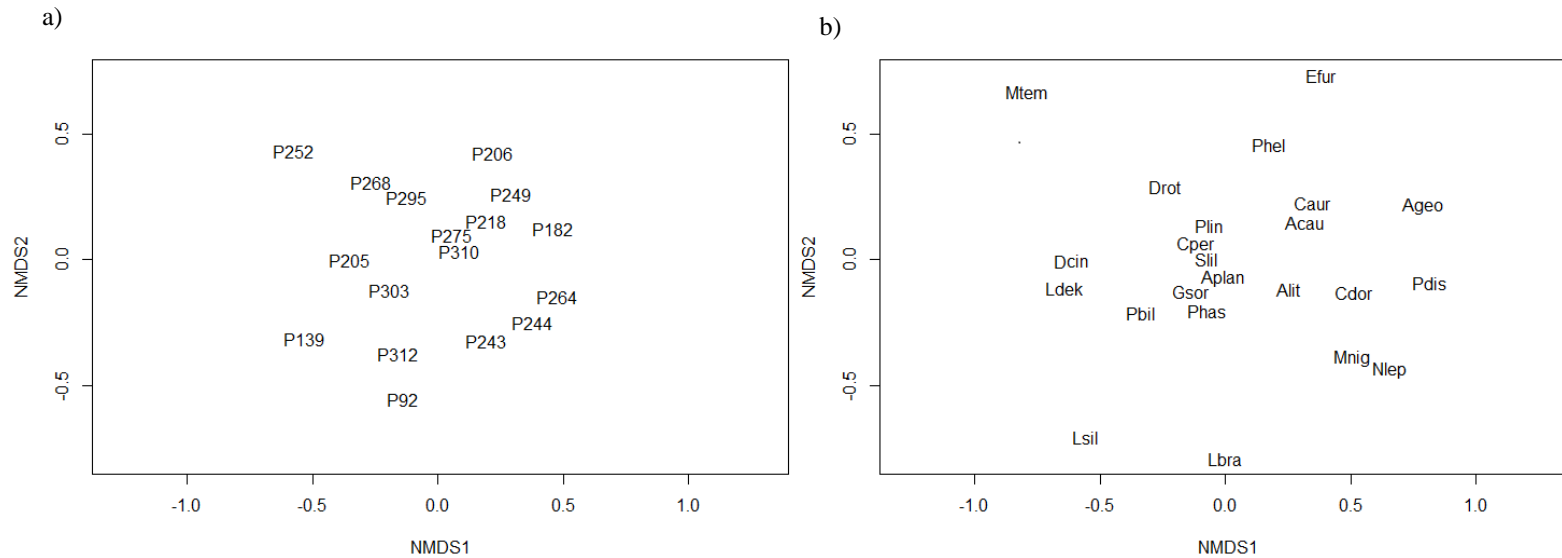 a)
NMDS2
0.5
0.0
-0.5
P252
P206
P268
P295
P249
P218
P182
P275
P310
P205
P303
P264
P244
P139
P243
P312
P92
-1.0 -0.5 0.0 0.5 1.0
NMDS1
b)
NMDS2
0.5
0.0
-0.5
Efur
Mtem
Phel
Drot
Caur
Ageo
Acau
Plin
Cper
Slil
Dcin
Aplan
Pdis
Ldek
Gsor
Alit
Cdor
Pbil
Phas
Mnig
Nlep
Lsil
Lbra
-1.0 -0.5 0.0 0.5 1.0
NMDS1